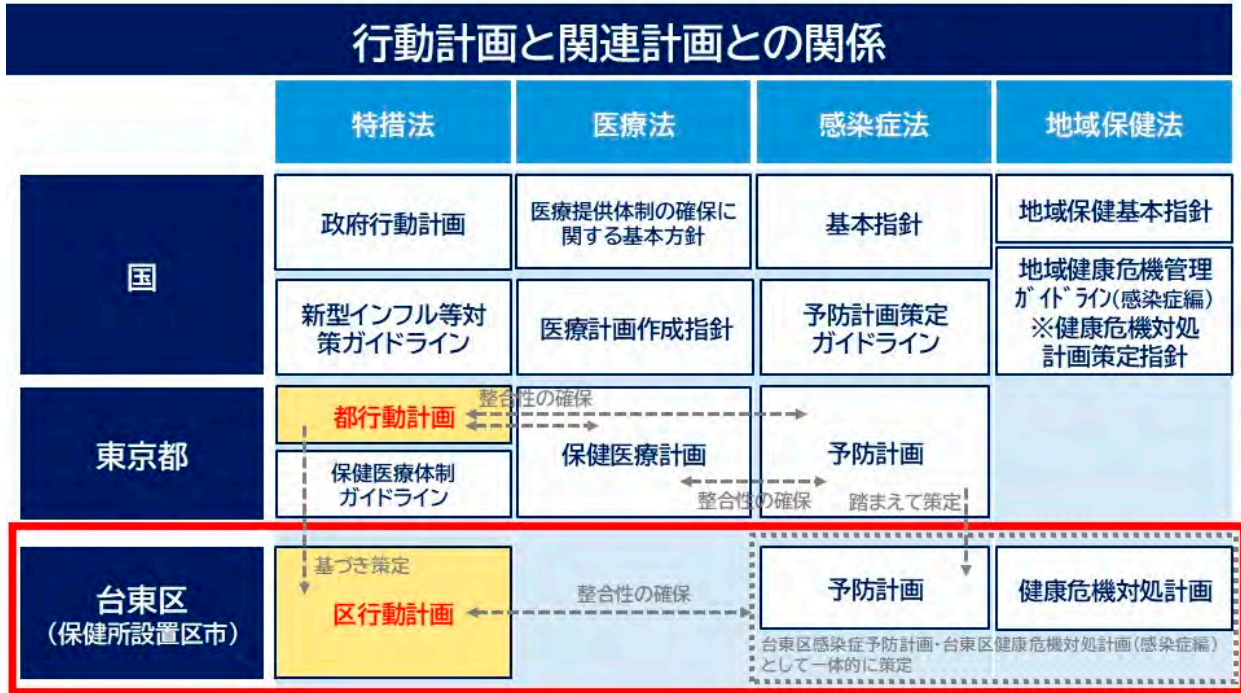 行動計画と関連計画との関係
特措法
医療法
感染症法
地域保健法
国
政府行動計画
医療提供体制の確保に
関する基本方針
基本指針
地域保健基本指針
新型インフル等対
策ガイドライン
医療計画作成指針
予防計画策定
ガイドライン
地域健康危機管理
ｶﾞｲﾄﾞﾗｲﾝ(感染症編)
※健康危機対処
計画策定指針
東京都
都行動計画
整合性の確保
保健医療体制
ガイドライン
保健医療計画
予防計画
整合性の確保
踏まえて策定
台東区
（保健所設置区市）
基づき策定
区行動計画
整合性の確保
予防計画
健康危機対処計画
台東区感染症予防計画・台東区健康危機対処計画(感染症編)
として一体的に策定